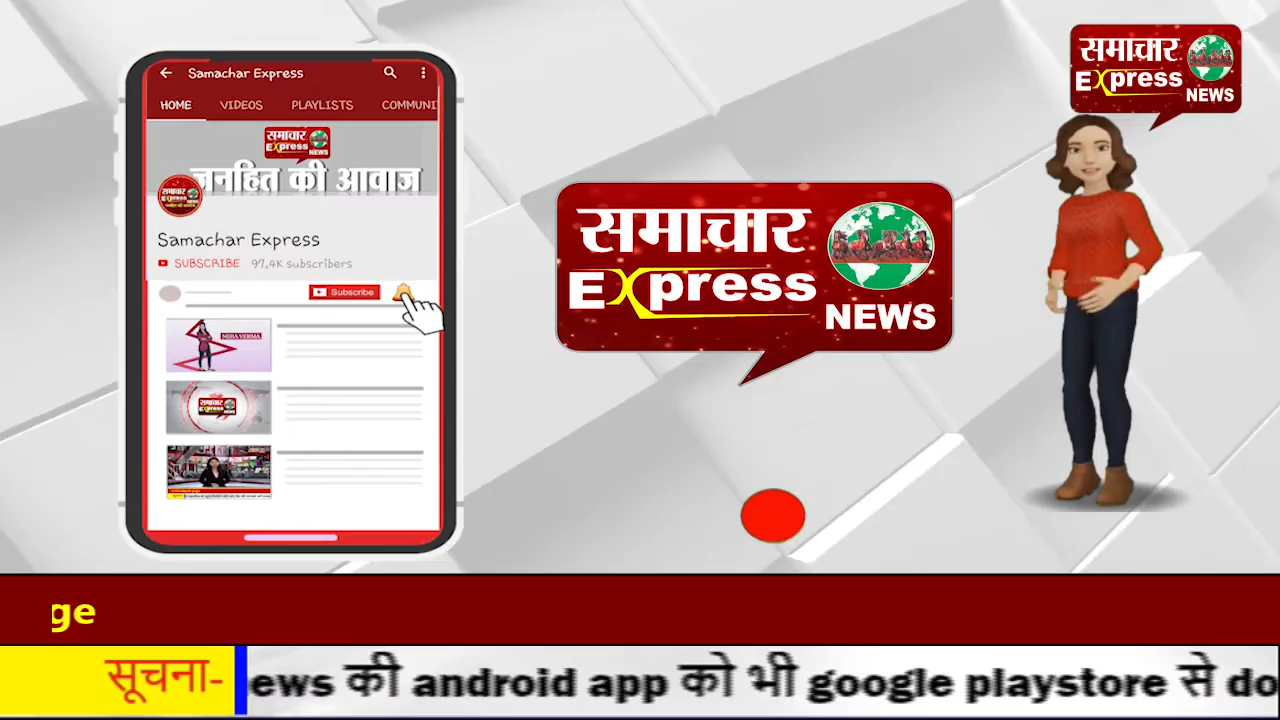 Samachar Express
HOME VIDEOS PLAYLISTS COMMUNI
समाचार
Express
NEWS
जनहित की आवाज
Samachar Express
SUBSCRIBE 97.4K subscribers
Subscribe
समाचार
Express
NEWS
समाचार
Express
NEWS
ge
सूचना- ews की android app को भी google playstore से do